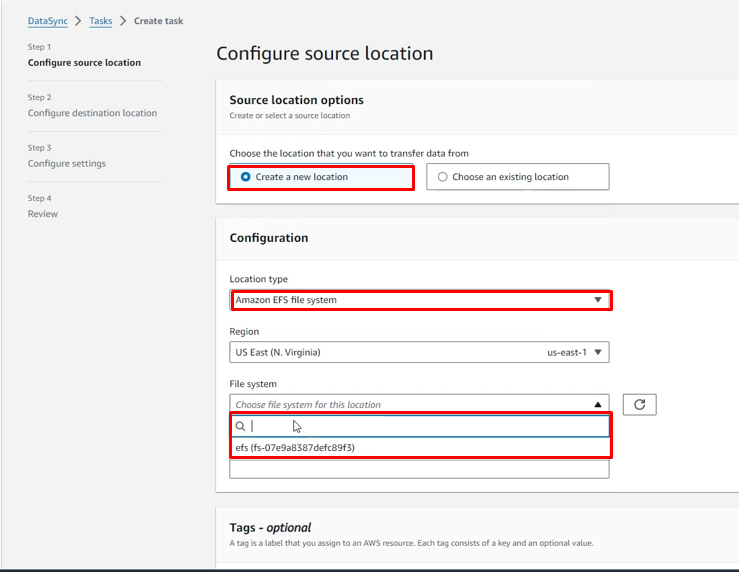 DataSync > Tasks > Create task
Step 1
Configure source location
Step 2
Configure destination location
Step 3
Configure settings
Step 4
Review
Configure source location
Source location options
Create or select a source location
Choose the location that you want to transfer data from
Create a new location
Choose an existing location
Configuration
Location type
Amazon EFS file system
Region
US East (N. Virginia) us-east-1
File system
Choose file system for this location
efs (fs-07e9a8387defc89f3)
Tags - optional
A tag is a label that you assign to an AWS resource. Each tag consists of a key and an optional value.